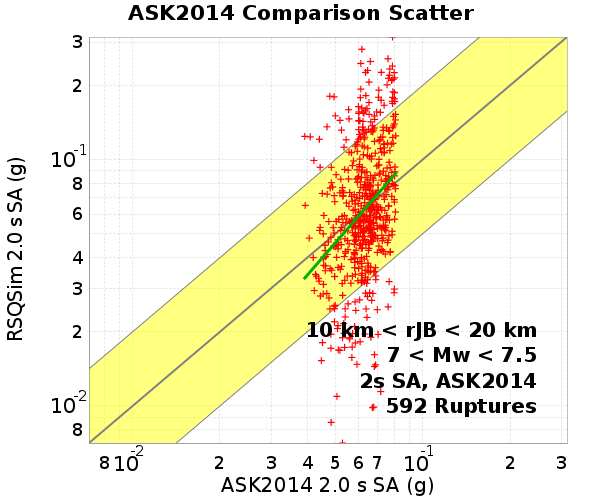 ASK2014 Comparison Scatter
RSQSim 2.0 s SA (g)
3
2
10-1
8
6
4
3
2
10-2
8
10 km < rJB < 20 km
7 < Mw < 7.5
2s SA, ASK2014
592 Ruptures
8 10-2 2 3 4 5 6 7 10-1 2 3
ASK2014 2.0 s SA (g)